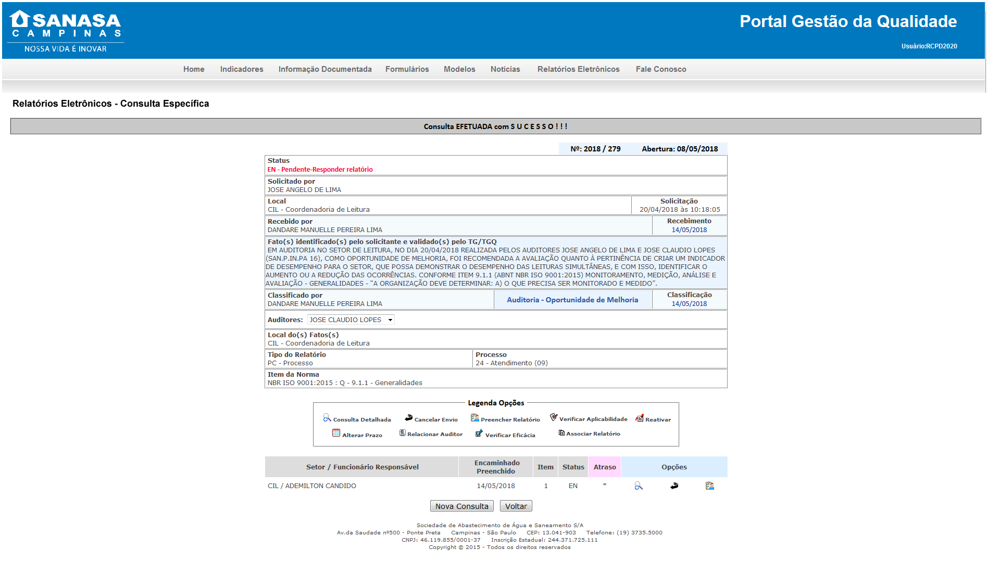 SANASA
CAMPINAS
NOSSA VIDA É INOVAR
Portal Gestão da Qualidade
Usuário:RCPD2020
Home Indicadores Informação Documentada Formulários Modelos Notícias Relatórios Eletrônicos Fale Conosco
Relatórios Eletrônicos - Consulta Específica
Consulta EFETUADA com S U C E S S O ! ! !
Nº: 2018 / 279 Abertura: 08/05/2018
Status
EN - Pendente-Responder relatório
Solicitado por
JOSE ANGELO DE LIMA
Local Solicitação
CIL - Coordenadoria de Leitura 20/04/2018 às 10:18:05
Recebido por Recebimento
DANDARE MANUELLE PEREIRA LIMA 14/05/2018
Fato(s) identificado(s) pelo solicitante e validado(s) pelo TG/TGQ
EM AUDITORIA NO SETOR DE LEITURA, NO DIA 20/04/2018 REALIZADA PELOS AUDITORES JOSE ANGELO DE LIMA E JOSE CLAUDIO LOPES
(SAN.P.IN.PA 16), COMO OPORTUNIDADE DE MELHORIA, FOI RECOMENDADA A AVALIAÇÃO QUANTO À PERTINÊNCIA DE CRIAR UM INDICADOR
DE DESEMPENHO PARA O SETOR, QUE POSSA DEMONSTRAR O DESEMPENHO DAS LEITURAS SIMULTÂNEAS, E COM ISSO, IDENTIFICAR O
AUMENTO OU A REDUÇÃO DAS OCORRÊNCIAS. CONFORME ITEM 9.1.1 (ABNT NBR ISO 9001:2015) MONITORAMENTO, MEDIÇÃO, ANÁLISE E
AVALIAÇÃO - GENERALIDADES - “A ORGANIZAÇÃO DEVE DETERMINAR: A) O QUE PRECISA SER MONITORADO E MEDIDO”.
Classificado por Auditoria - Oportunidade de Melhoria Classificação
DANDARE MANUELLE PEREIRA LIMA 14/05/2018
Auditores: JOSE CLAUDIO LOPES
Local do(s) Fatos(s)
CIL - Coordenadoria de Leitura
Tipo do Relatório Processo
PC - Processo 24 - Atendimento (09)
Item da Norma
NBR ISO 9001:2015 : Q - 9.1.1 - Generalidades
Legenda Opções
Consulta Detalhada Cancelar Envio Preencher Relatório Verificar Aplicabilidade Reativar
Alterar Prazo Relacionar Auditor Verificar Eficácia Associar Relatório
Setor / Funcionário Responsável Encaminhado Preenchido Item Status Atraso Opções
CIL / ADEMILTON CANDIDO 14/05/2018 1 EN *
Nova Consulta Voltar
Sociedade de Abastecimento de Água e Saneamento S/A
Av.da Saudade nº500 - Ponte Preta Campinas - São Paulo CEP: 13.041-903 Telefone: (19) 3735.5000
CNPJ: 46.119.855/0001-37 Inscrição Estadual: 244.371.725.111
Copyright © 2015 - Todos os direitos reservados